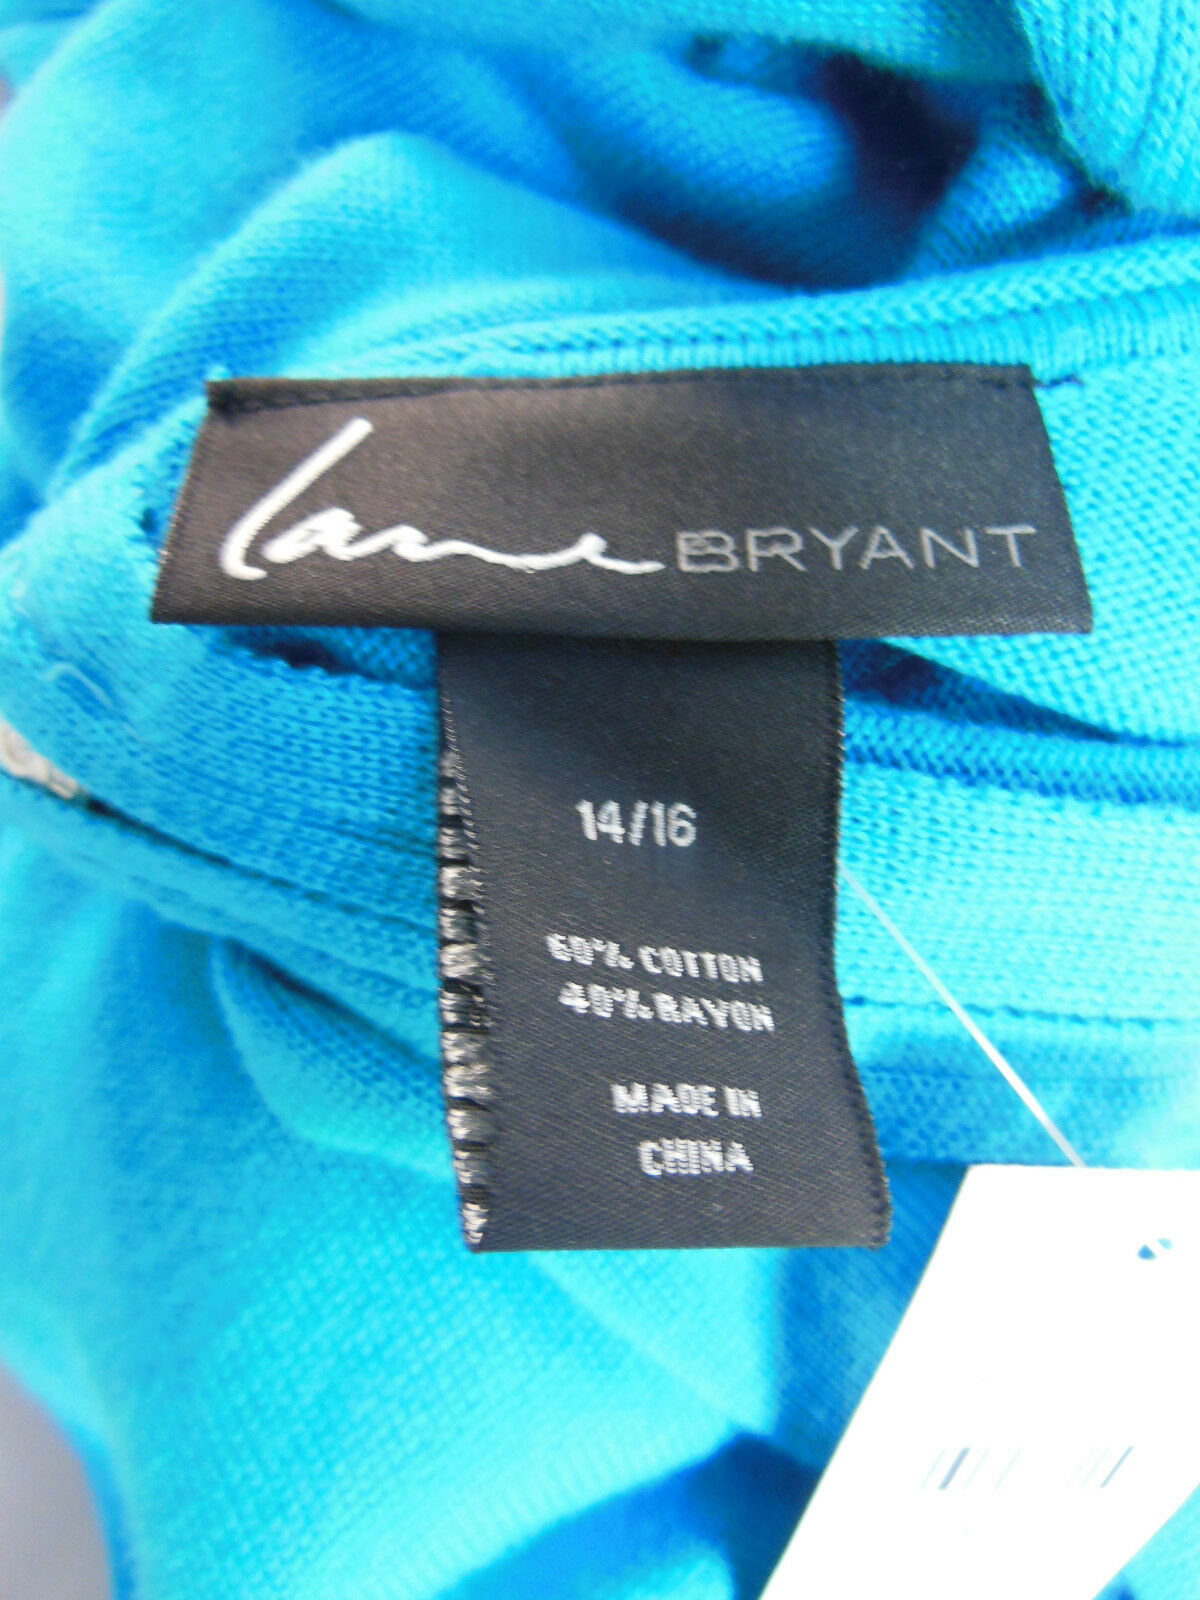 Lane BRYANT
14/16
60% COTTON
40% RAYON
MADE IN
CHINA